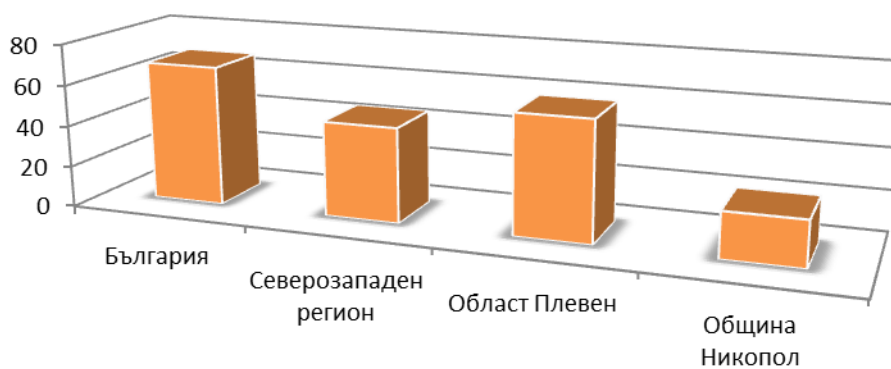 80
60
40
20
0
България
Северозападен
регион
Област Плевен
Община
Никопол